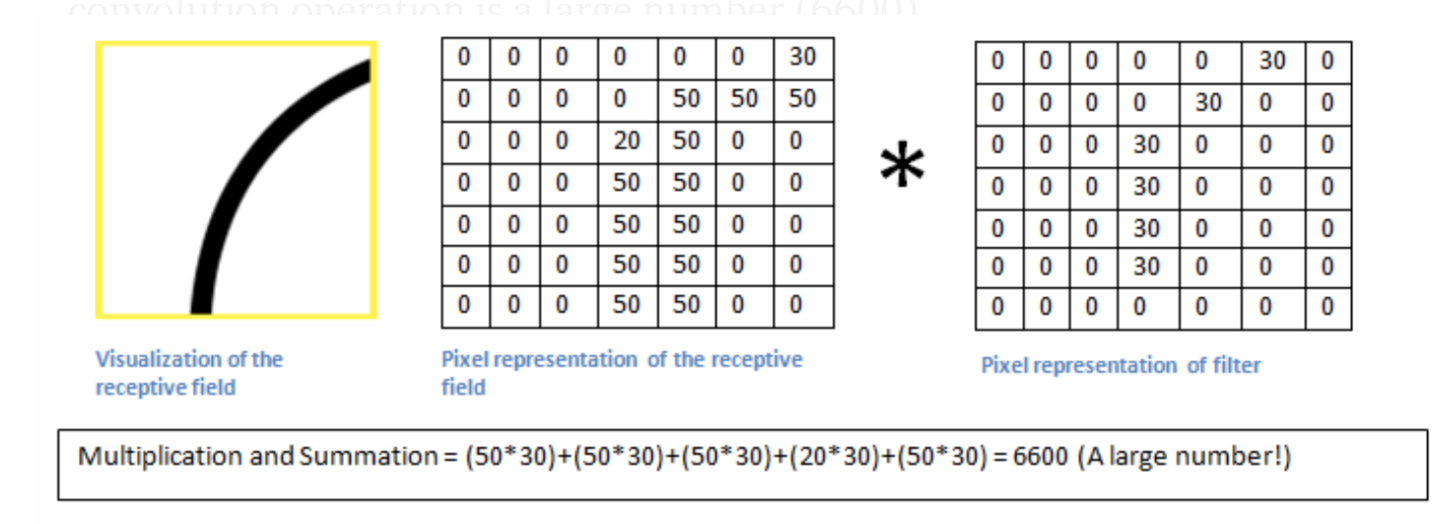 convolution operation is a large number (6600)
0 0 0 0 0 0 30
0 0 0 0 50 50 50
0 0 0 20 50 0 0
0 0 0 50 50 0 0
0 0 0 50 50 0 0
0 0 0 50 50 0 0
0 0 0 50 50 0 0
*
0 0 0 0 0 30 0
0 0 0 0 30 0 0
0 0 0 30 0 0 0
0 0 0 30 0 0 0
0 0 0 30 0 0 0
0 0 0 30 0 0 0
0 0 0 0 0 0 0
Visualization of the
receptive field
Pixel representation of the receptive
field
Pixel representation of filter
Multiplication and Summation = (50*30)+(50*30)+(50*30)+(20*30)+(50*30) = 6600 (A large number!)